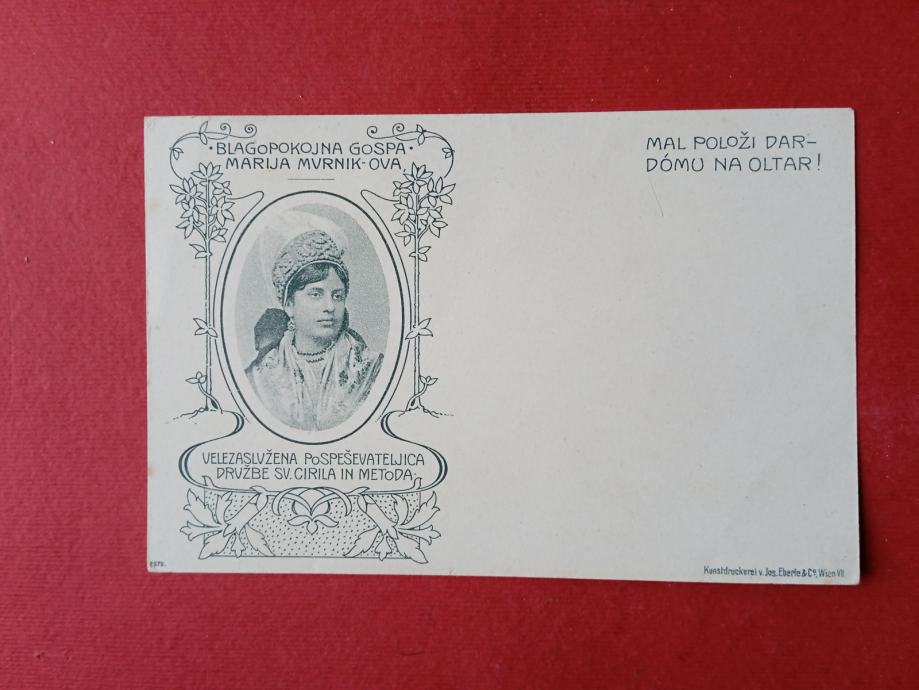 ·BLAGOPOKOJNA GOSPA·
MARIJA MVRNIK-OVA,
MAL POLOŽI DAR-
DÓMU NA OLTAR!
VELEZASLVŽENA POSPEŠEVATELJICA
DRVŽBE SV. CIRILA IN METODA·
Kunstdruckerei v. Jos. Eberle & Cº, Wien VII.